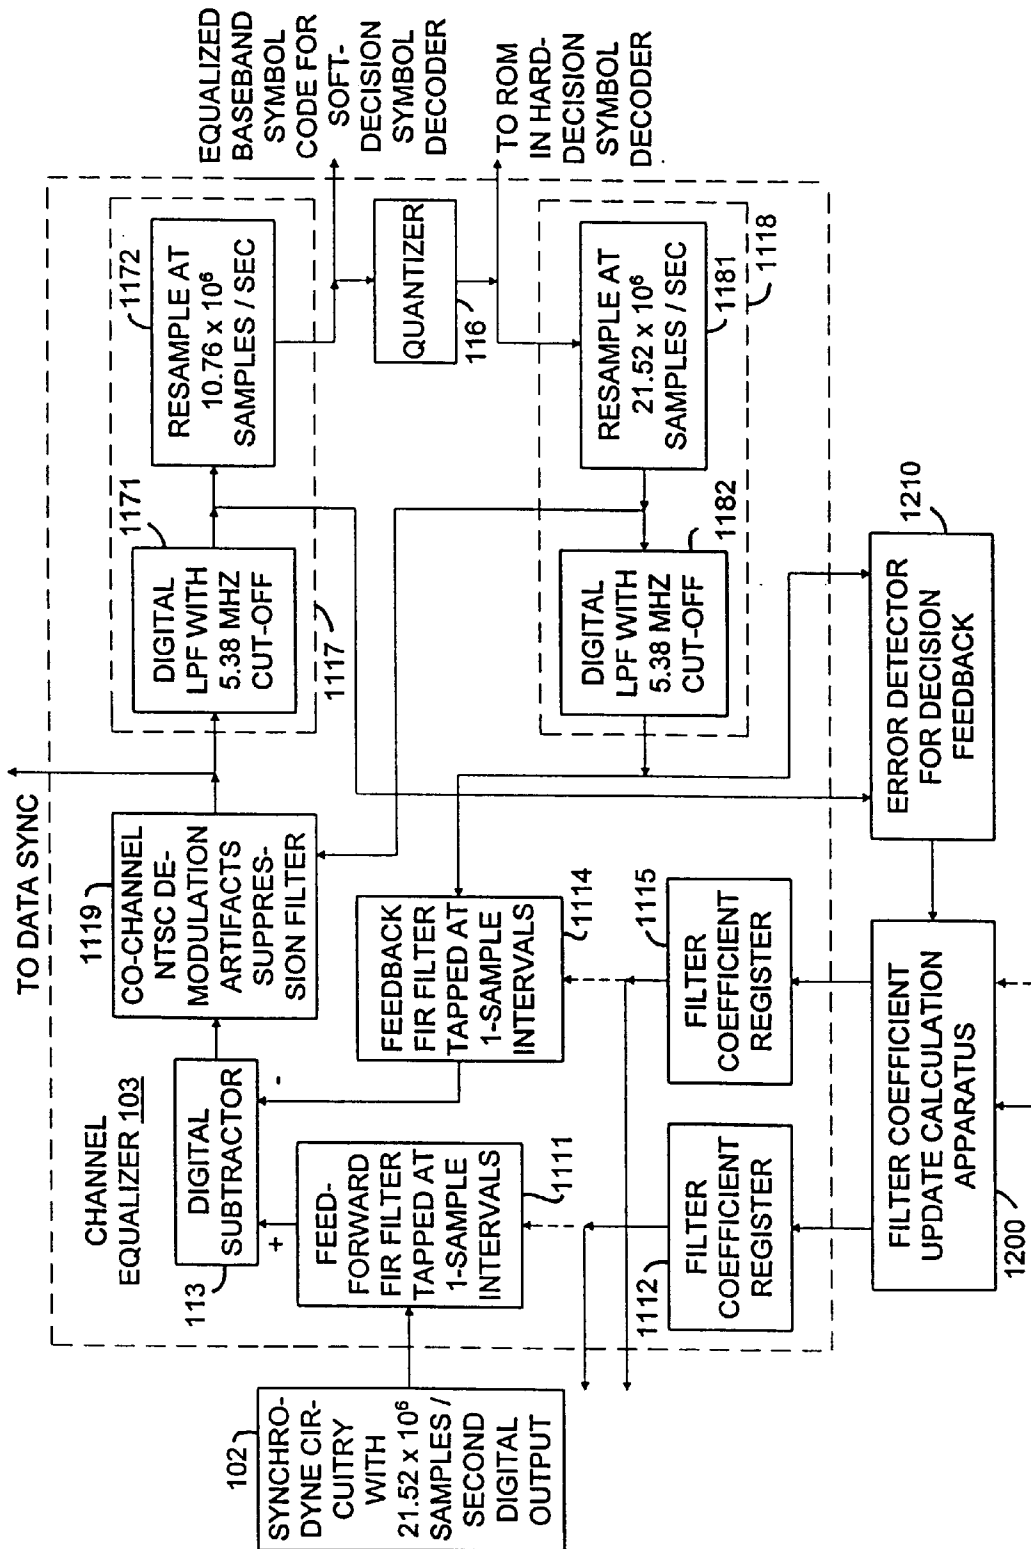 TO DATA SYNC
CHANNEL
EQUALIZER 103
102
SYNCHRO-
DYNE CIR-
CUITRY WITH
21.52 x 10⁶
SAMPLES /
SECOND
DIGITAL
OUTPUT
113
DIGITAL
SUBTRACTOR
+
-
FEED-
FORWARD
FIR FILTER
TAPPED AT
1-SAMPLE
INTERVALS
1111
1112
FILTER
COEFFICIENT
REGISTER
1119
CO-CHANNEL
NTSC DE-
MODULATION
ARTIFACTS
SUPPRES-
SION FILTER
FEEDBACK
FIR FILTER
TAPPED AT
1-SAMPLE
INTERVALS
1114
1115
FILTER
COEFFICIENT
REGISTER
1171
DIGITAL
LPF WITH
5.38 MHZ
CUT-OFF
1117
1172
RESAMPLE AT
10.76 x 10⁶
SAMPLES / SEC
EQUALIZED
BASEBAND
SYMBOL
CODE FOR
SOFT-
DECISION
SYMBOL
DECODER
QUANTIZER
116
TO ROM
IN HARD-
DECISION
SYMBOL
DECODER
RESAMPLE AT
21.52 x 10⁶
SAMPLES / SEC
1181
1118
DIGITAL
LPF WITH
5.38 MHZ
CUT-OFF
1182
1210
ERROR DETECTOR
FOR DECISION
FEEDBACK
FILTER COEFFICIENT
UPDATE CALCULATION
APPARATUS
1200